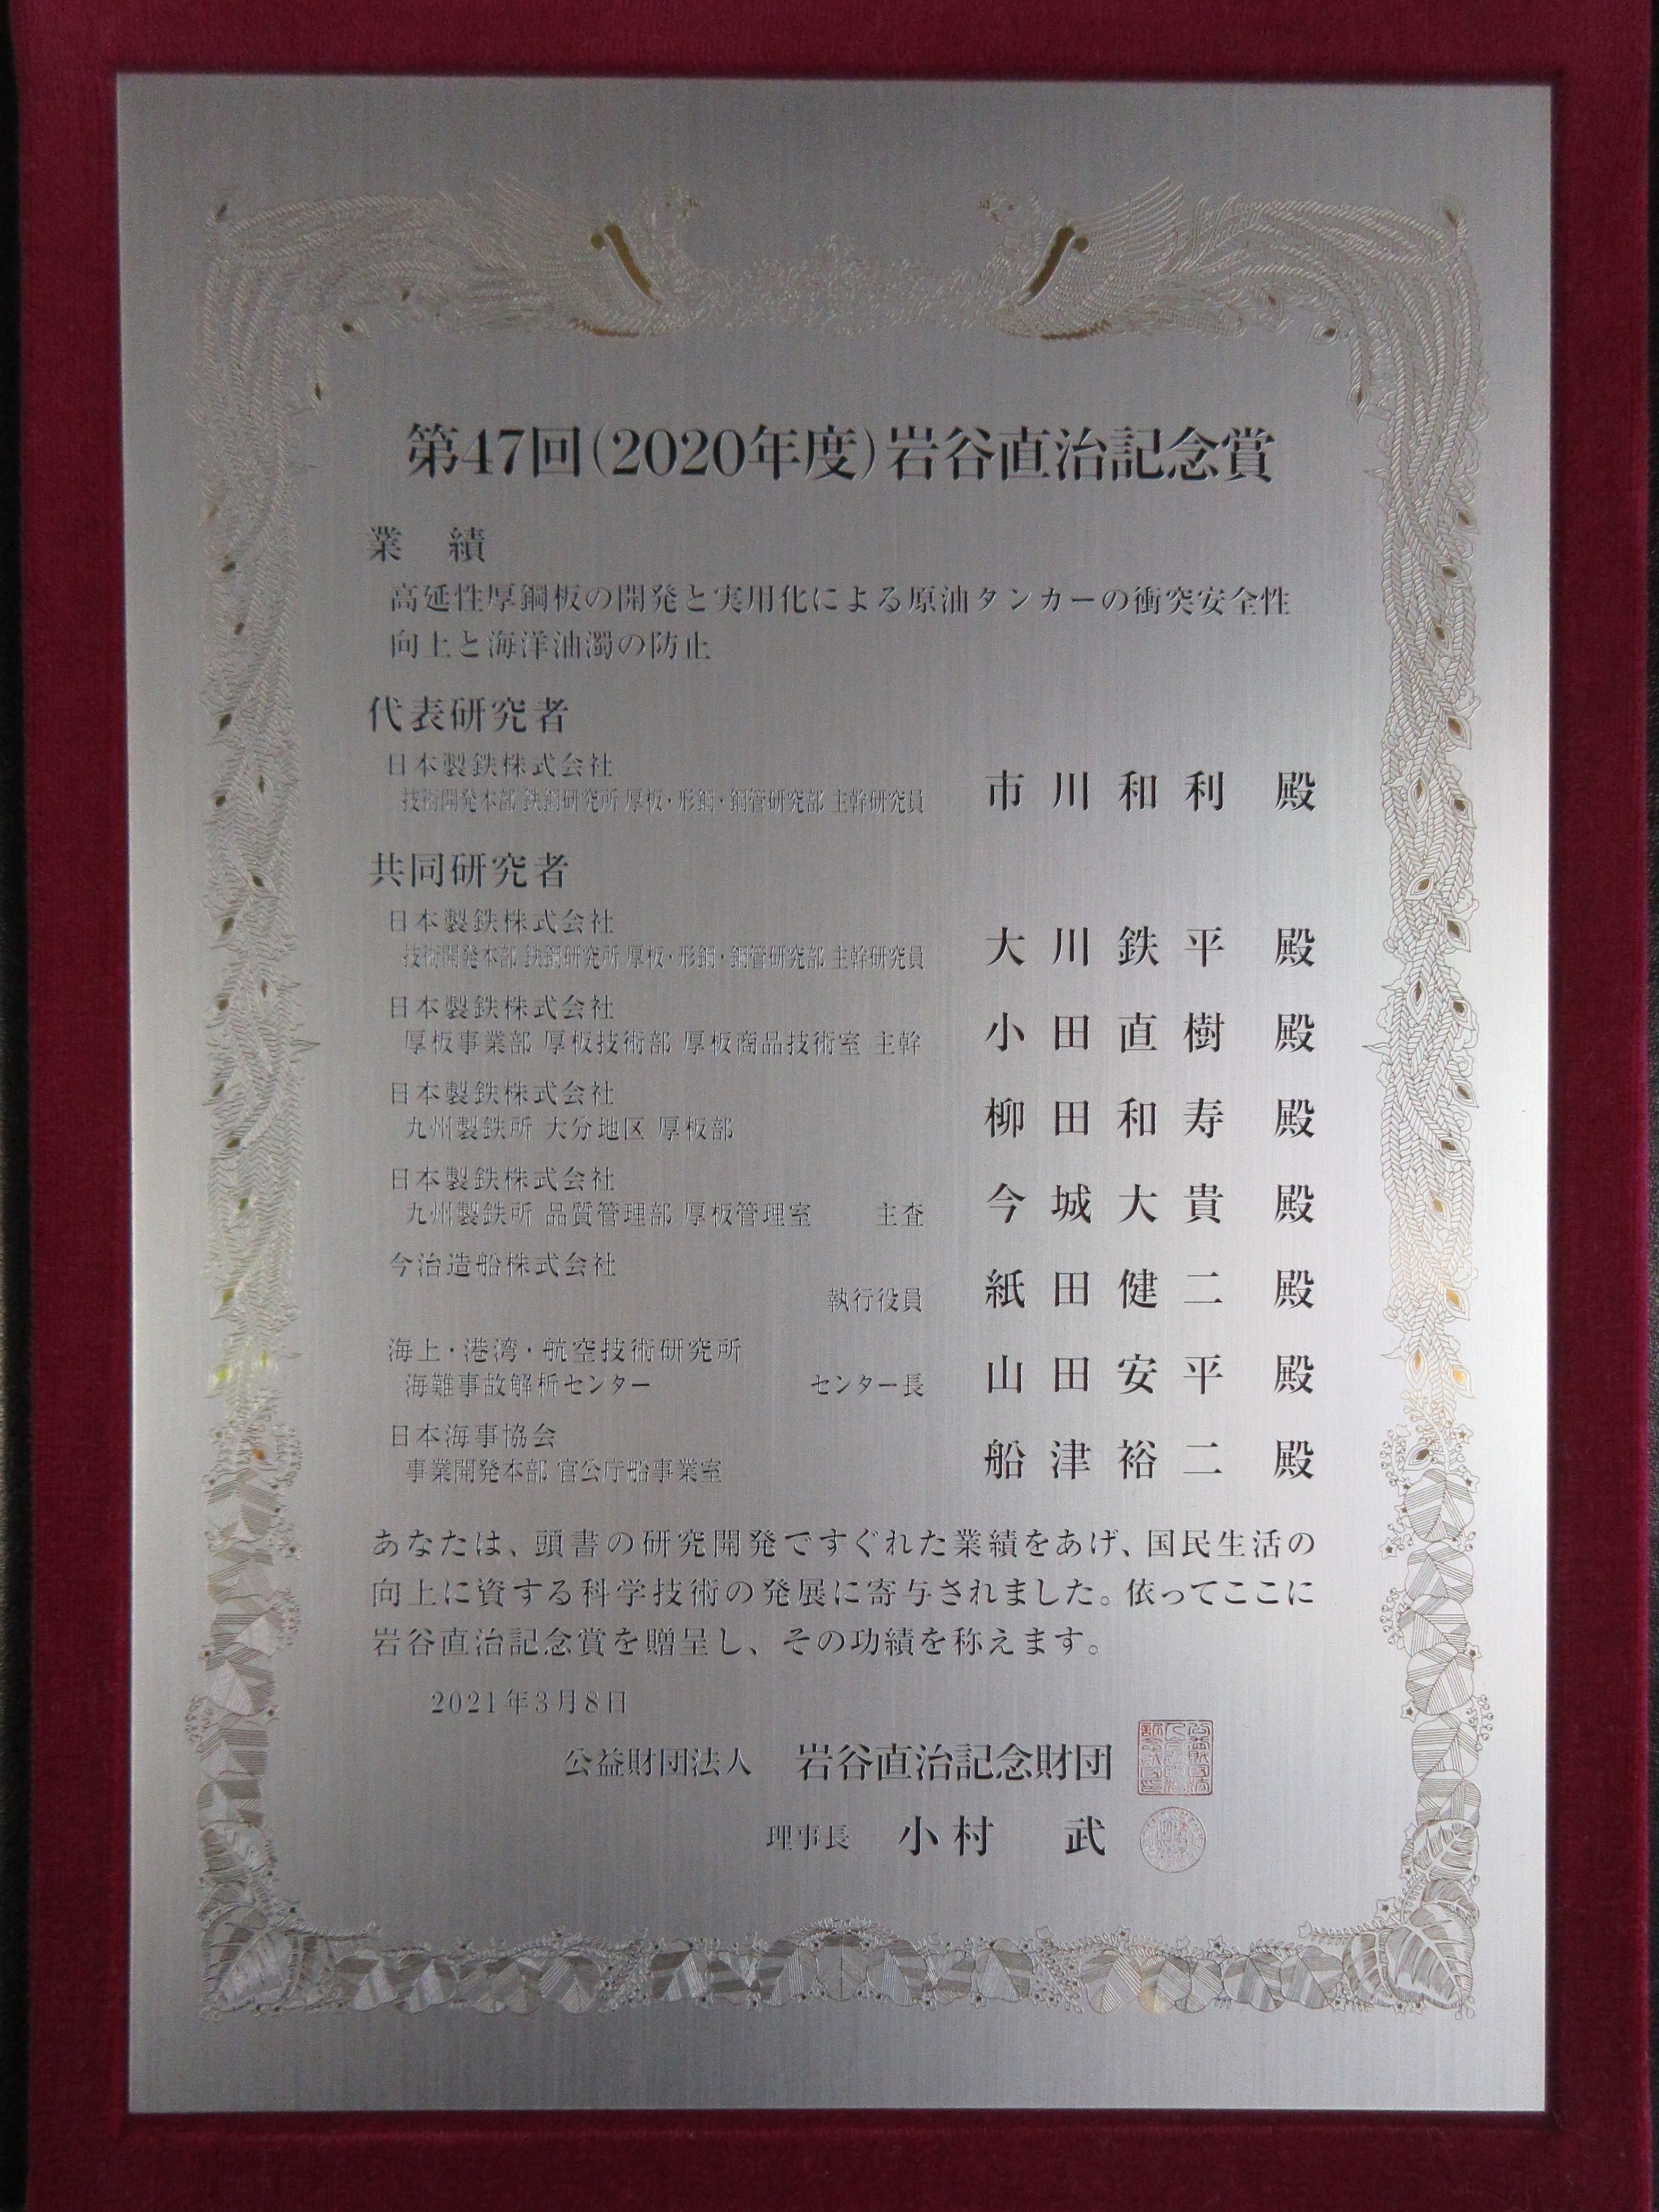 第47回(2020年度)岩谷直治記念賞
業 績
高延性厚鋼板の開発と実用化による原油タンカーの衝突安全性
向上と海洋油濁の防止
代表研究者
日本製鉄株式会社
技術開発本部 鉄鋼研究所 厚板・形鋼・鋼管研究部 主幹研究員 市川和利 殿
共同研究者
日本製鉄株式会社
技術開発本部 鉄鋼研究所 厚板・形鋼・鋼管研究部 主幹研究員 大川鉄平 殿
日本製鉄株式会社
厚板事業部 厚板技術部 厚板商品技術室 主幹 小田直樹 殿
日本製鉄株式会社
九州製鉄所 大分地区 厚板部 柳田和寿 殿
日本製鉄株式会社
九州製鉄所 品質管理部 厚板管理室 主査 今城大貴 殿
今治造船株式会社
執行役員 紙田健二 殿
海上・港湾・航空技術研究所
海難事故解析センター センター長 山田安平 殿
日本海事協会
事業開発本部 官公庁船事業室 船津裕二 殿
あなたは、頭書の研究開発ですぐれた業績をあげ、国民生活の
向上に資する科学技術の発展に寄与されました。依ってここに
岩谷直治記念賞を贈呈し、その功績を称えます。
2021年3月8日
公益財団法人 岩谷直治記念財団
理事長 小村 武